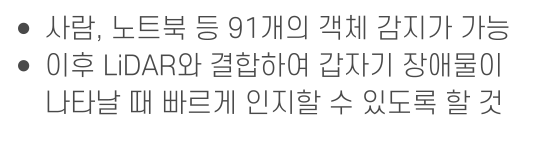 • 사람, 노트북 등 91개의 객체 감지가 가능
• 이후 LiDAR와 결합하여 갑자기 장애물이
나타날 때 빠르게 인지할 수 있도록 할 것